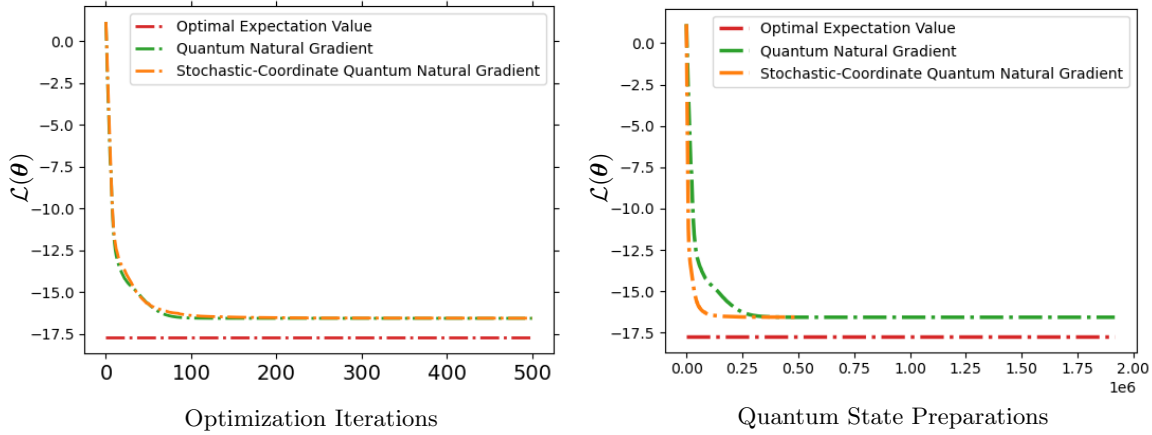 Optimal Expectation Value
Quantum Natural Gradient
Stochastic-Coordinate Quantum Natural Gradient
0.0
−2.5
−5.0
−7.5
−10.0
−12.5
−15.0
−17.5
ℒ(𝜽)
0 100 200 300 400 500
Optimization Iterations
Optimal Expectation Value
Quantum Natural Gradient
Stochastic-Coordinate Quantum Natural Gradient
0.0
−2.5
−5.0
−7.5
−10.0
−12.5
−15.0
−17.5
ℒ(𝜽)
0.00 0.25 0.50 0.75 1.00 1.25 1.50 1.75 2.00
1e6
Quantum State Preparations